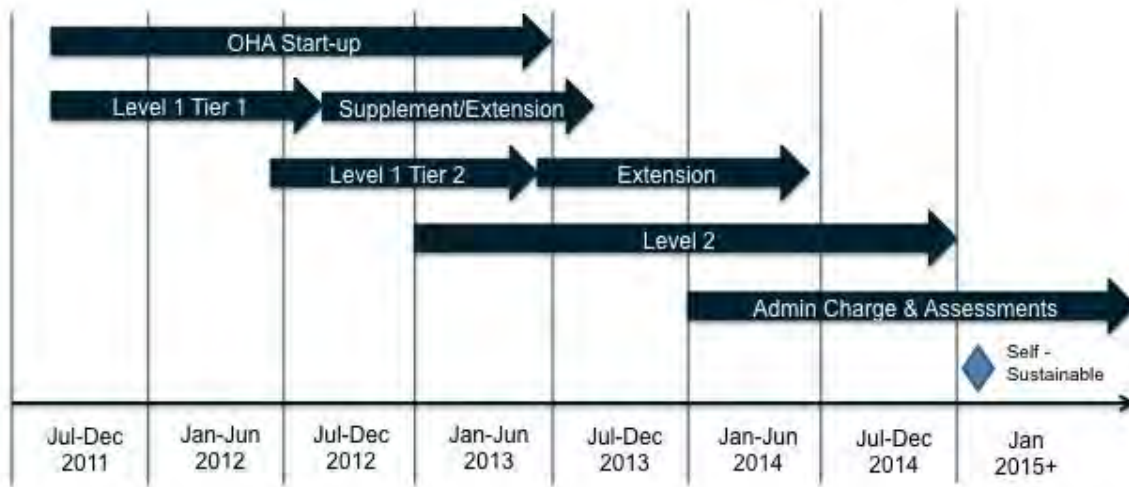 OHA Start-up
Level 1 Tier 1
Supplement/Extension
Level 1 Tier 2
Extension
Level 2
Admin Charge & Assessments
Self -
Sustainable
Jul-Dec
2011
Jan-Jun
2012
Jul-Dec
2012
Jan-Jun
2013
Jul-Dec
2013
Jan-Jun
2014
Jul-Dec
2014
Jan
2015+